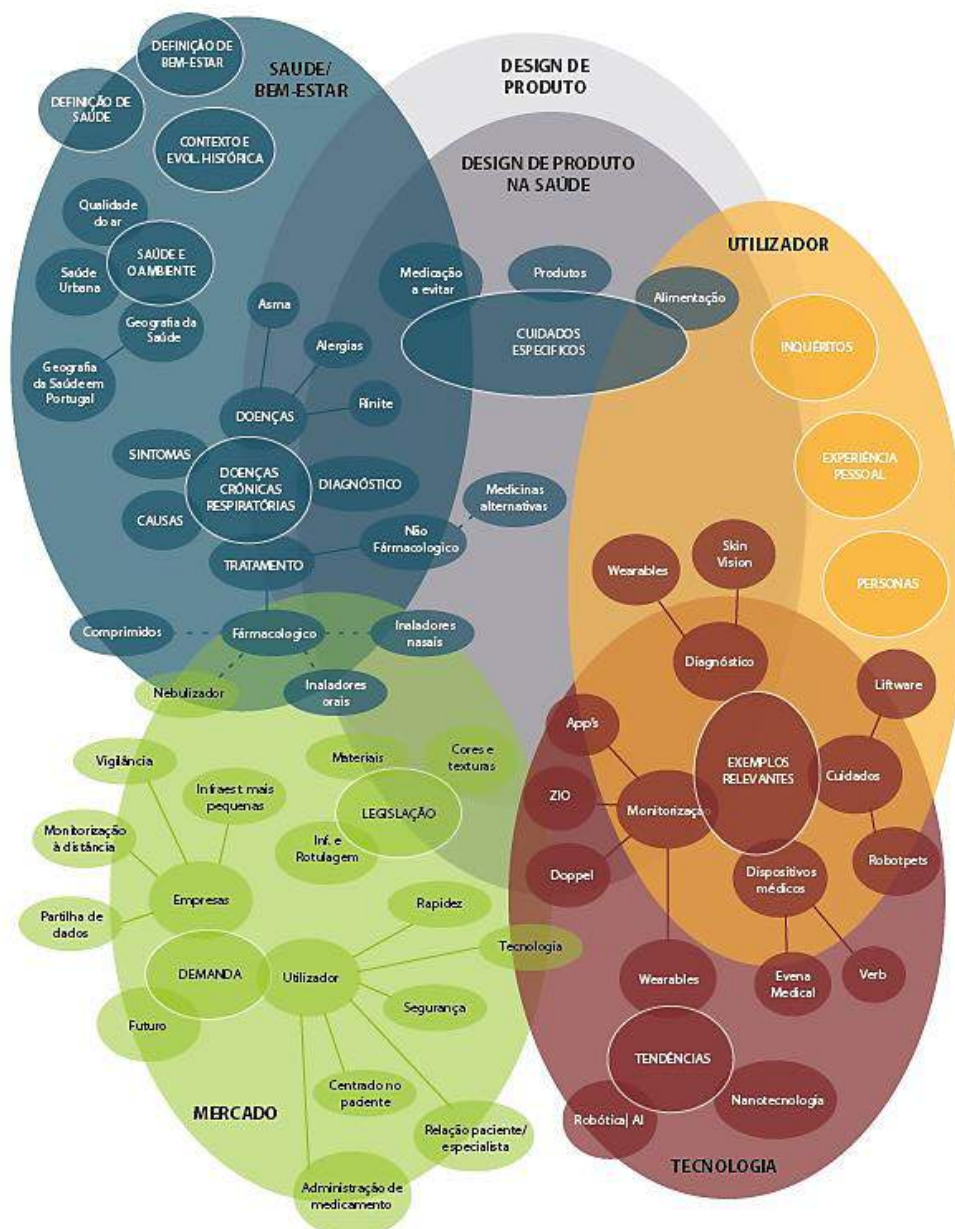 DEFINIÇÃO DE
BEM-ESTAR
SAUDE/
BEM-ESTAR
DEFINIÇÃO DE
SAÚDE
CONTEXTO E
EVOL. HISTÓRICA
DESIGN DE
PRODUTO
DESIGN DE PRODUTO
NA SAÚDE
Qualidade
do ar
SAÚDE E
O AMBIENTE
Saúde
Urbana
Geografia da
Saúde
Geografia
da Saúde em
Portugal
Asma
Alergias
Rinite
DOENÇAS
SINTOMAS
DOENÇAS
CRÓNICAS
RESPIRATÓRIAS
DIAGNÓSTICO
CAUSAS
TRATAMENTO
Não
Fármacologico
Medicinas
alternativas
Comprimidos
Fármacologico
Inaladores
nasais
Nebulizador
Inaladores
orais
Medicação
a evitar
Produtos
Alimentação
CUIDADOS
ESPECIFICOS
UTILIZADOR
INQUÉRITOS
EXPERIÊNCIA
PESSOAL
PERSONAS
Wearables
Skin
Vision
Diagnóstico
Liftware
App's
EXEMPLOS
RELEVANTES
Cuidados
ZIO
Monitorização
Doppel
Dispositivos
médicos
Robotpets
Wearables
Evena
Medical
Verb
TENDÊNCIAS
Nanotecnologia
Robótica| AI
TECNOLOGIA
Materiais
Cores e
texturas
LEGISLAÇÃO
Inf. e
Rotulagem
Vigilância
Infraest. mais
pequenas
Monitorização
à distância
Empresas
Partilha de
dados
Rapidez
DEMANDA
Utilizador
Tecnologia
Segurança
Futuro
Centrado no
paciente
MERCADO
Relação paciente/
especialista
Administração de
medicamento